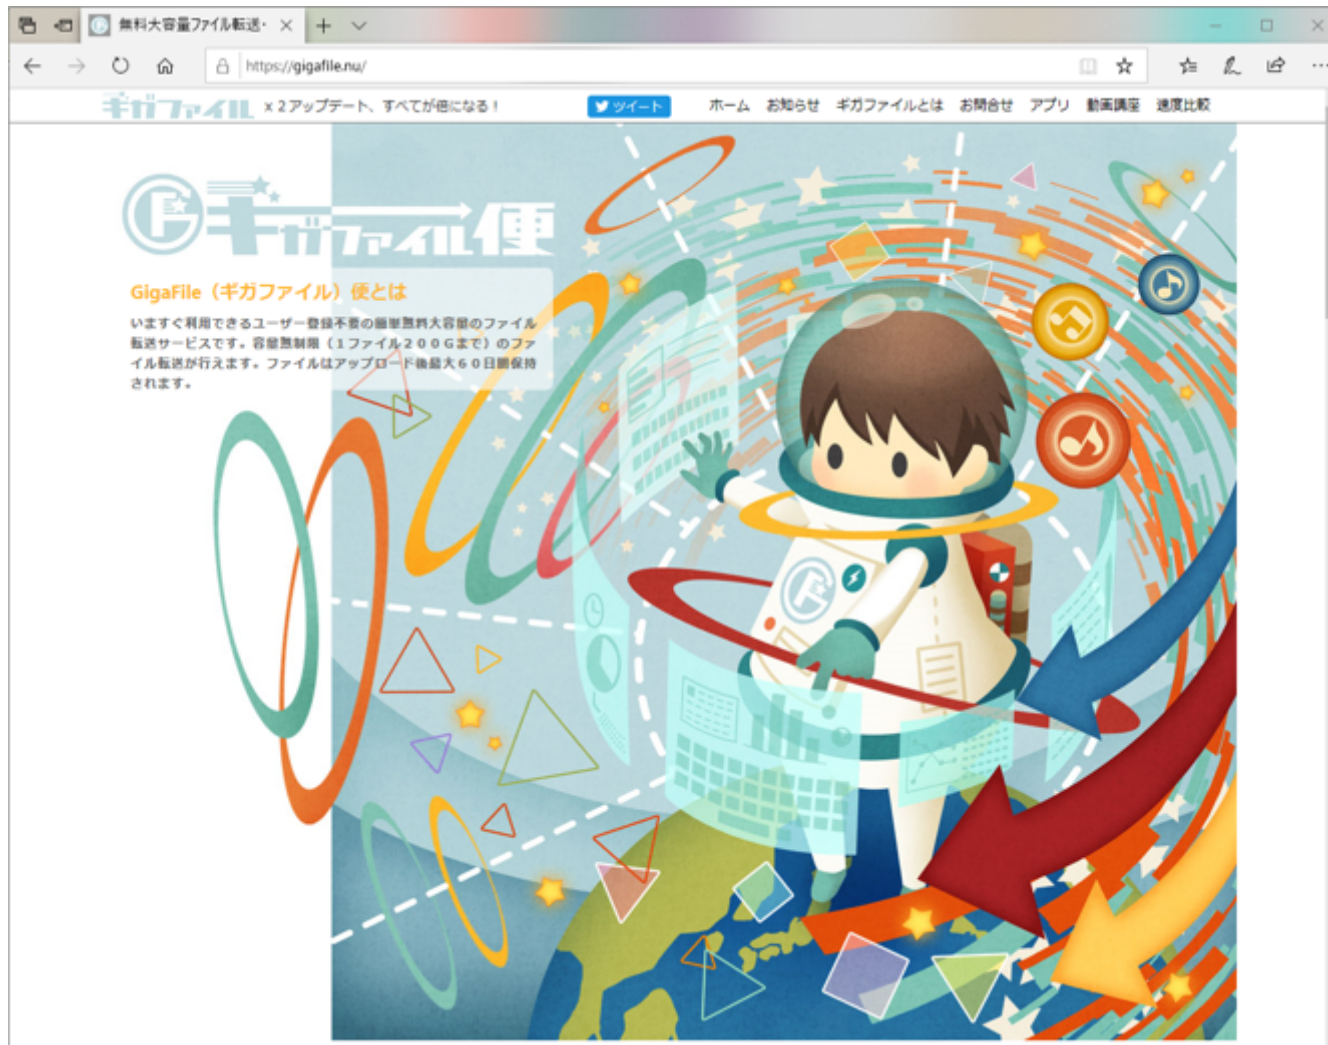 無料大容量ファイル転送・
https://gigafile.nu/
ギガファイル x2アップデート、すべてが倍になる！ ツイート ホーム お知らせ ギガファイルとは お問合せ アプリ 動画講座 速度比較
ギガファイル便
GigaFile（ギガファイル）便とは
いますぐ利用できるユーザー登録不要の簡単無料大容量のファイル
転送サービスです。容量無制限（１ファイル２００Ｇまで）のファ
イル転送が行えます。ファイルはアップロード後最大６０日間保持
されます。